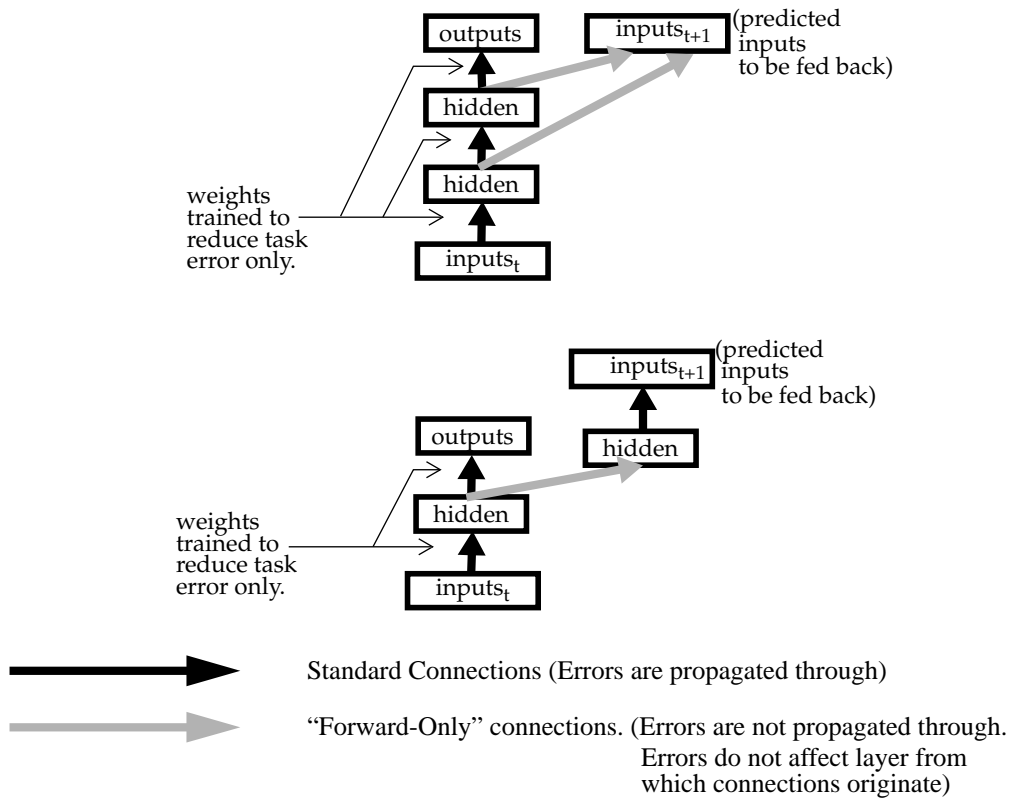 outputs
inputs_t+1
(predicted
inputs
to be fed back)
hidden
hidden
weights
trained to
reduce task
error only.
inputs_t
inputs_t+1
(predicted
inputs
to be fed back)
outputs
hidden
hidden
weights
trained to
reduce task
error only.
inputs_t
Standard Connections (Errors are propagated through)
“Forward-Only” connections. (Errors are not propagated through.
Errors do not affect layer from
which connections originate)